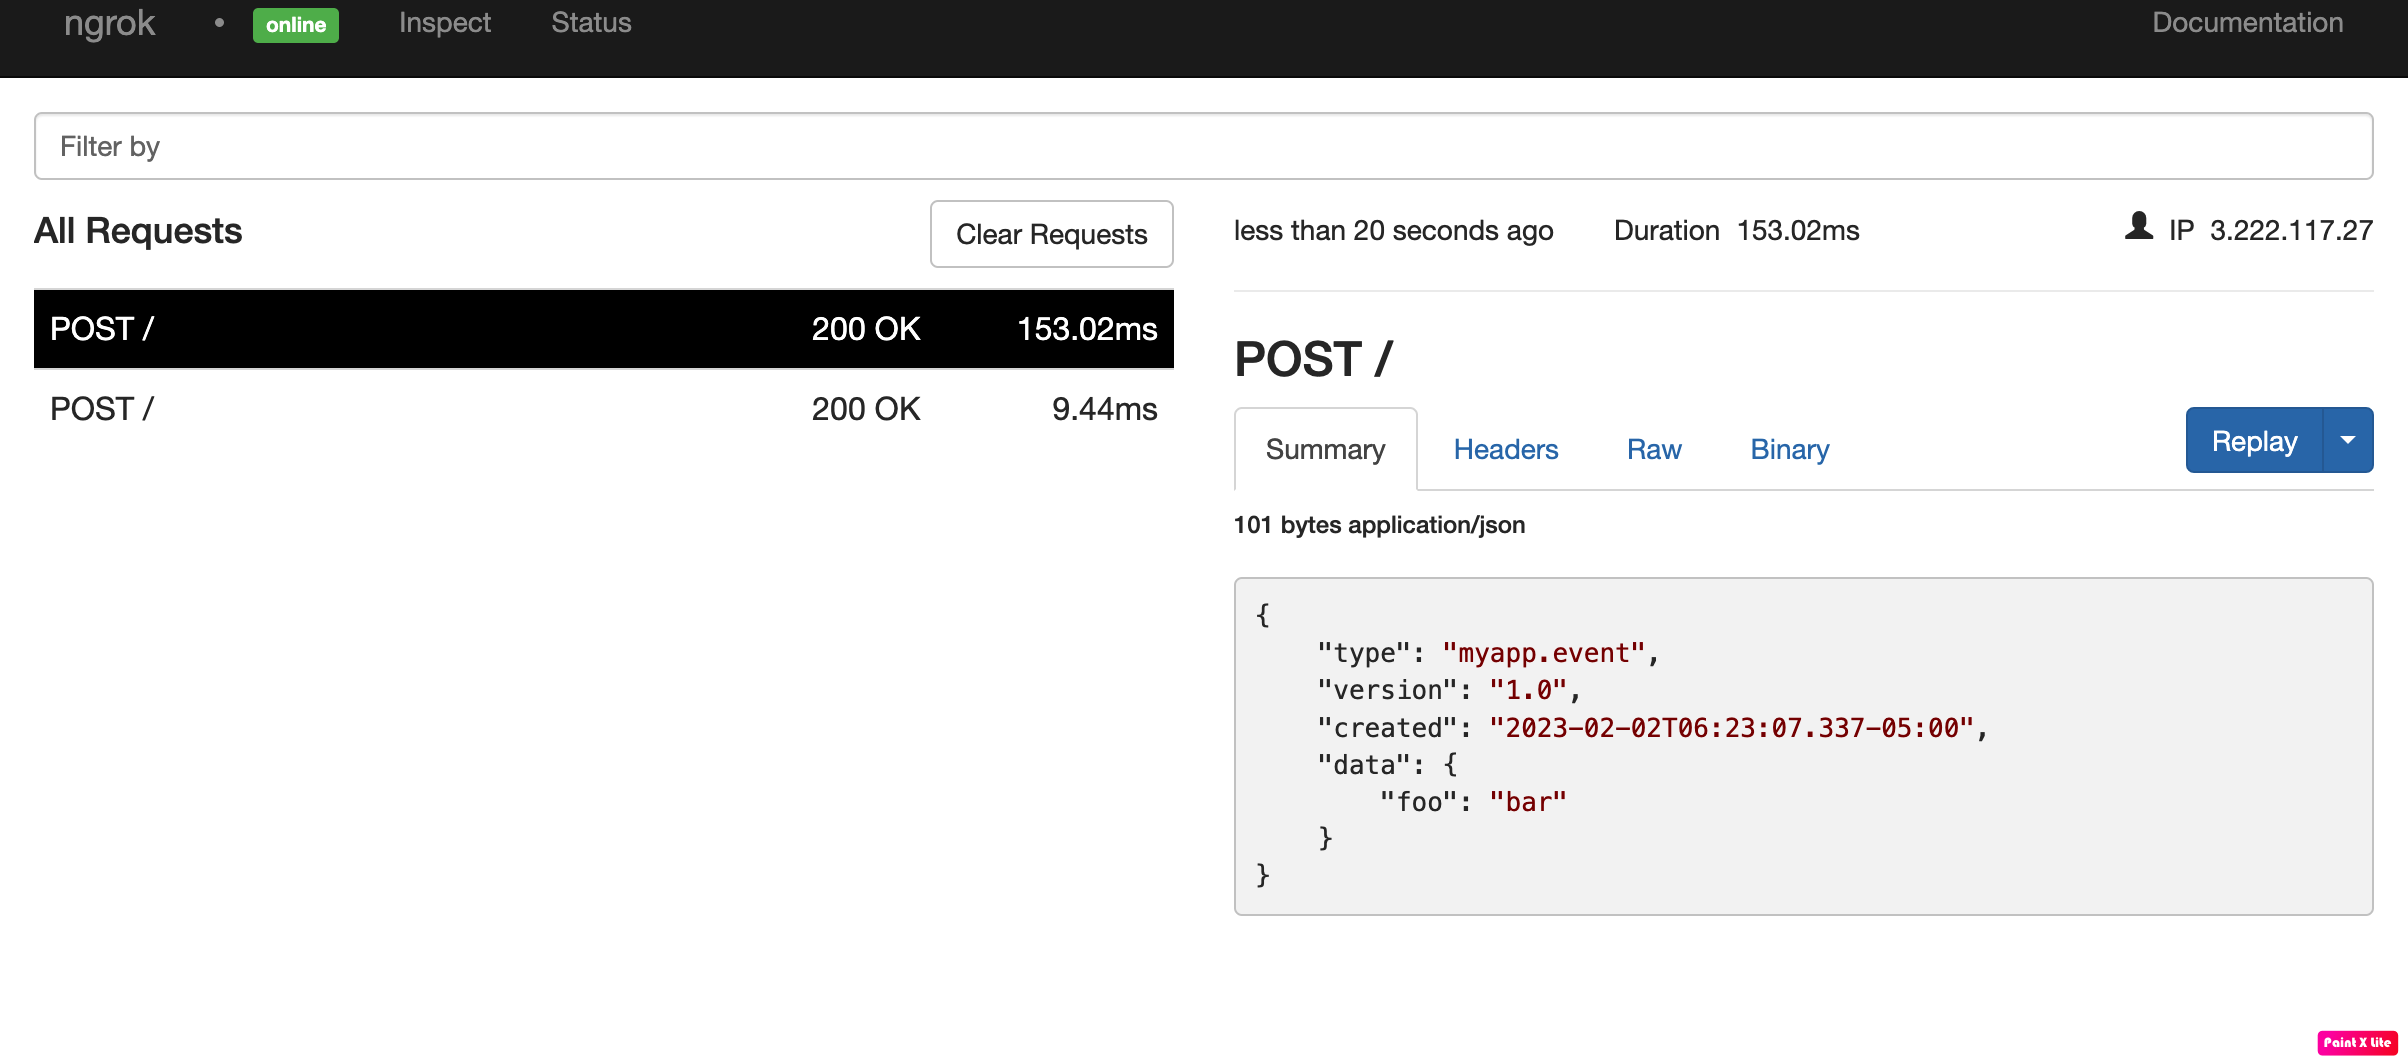 ngrok • online Inspect Status Documentation
Filter by
All Requests Clear Requests
POST / 200 OK 153.02ms
POST / 200 OK 9.44ms
less than 20 seconds ago Duration 153.02ms IP 3.222.117.27
POST /
Summary Headers Raw Binary Replay
101 bytes application/json
{
    "type": "myapp.event",
    "version": "1.0",
    "created": "2023-02-02T06:23:07.337-05:00",
    "data": {
        "foo": "bar"
    }
}
Paint X Lite